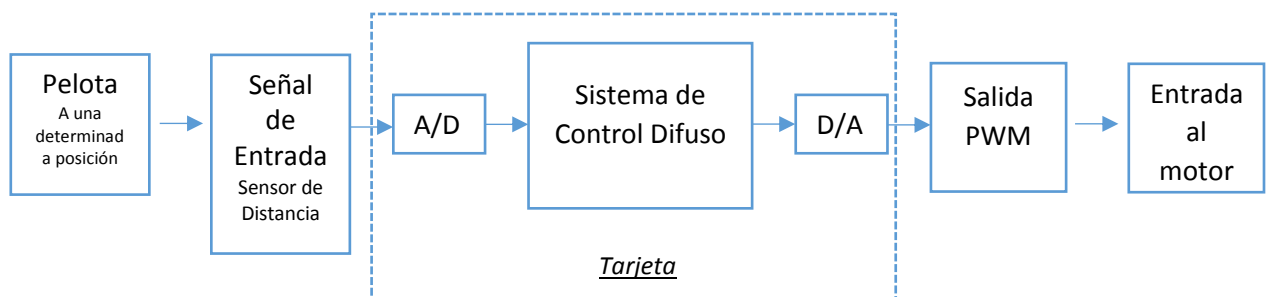 Pelota
A una
determinad
a posición
Señal
de
Entrada
Sensor de
Distancia
A/D
Sistema de
Control Difuso
D/A
Salida
PWM
Entrada
al
motor
Tarjeta